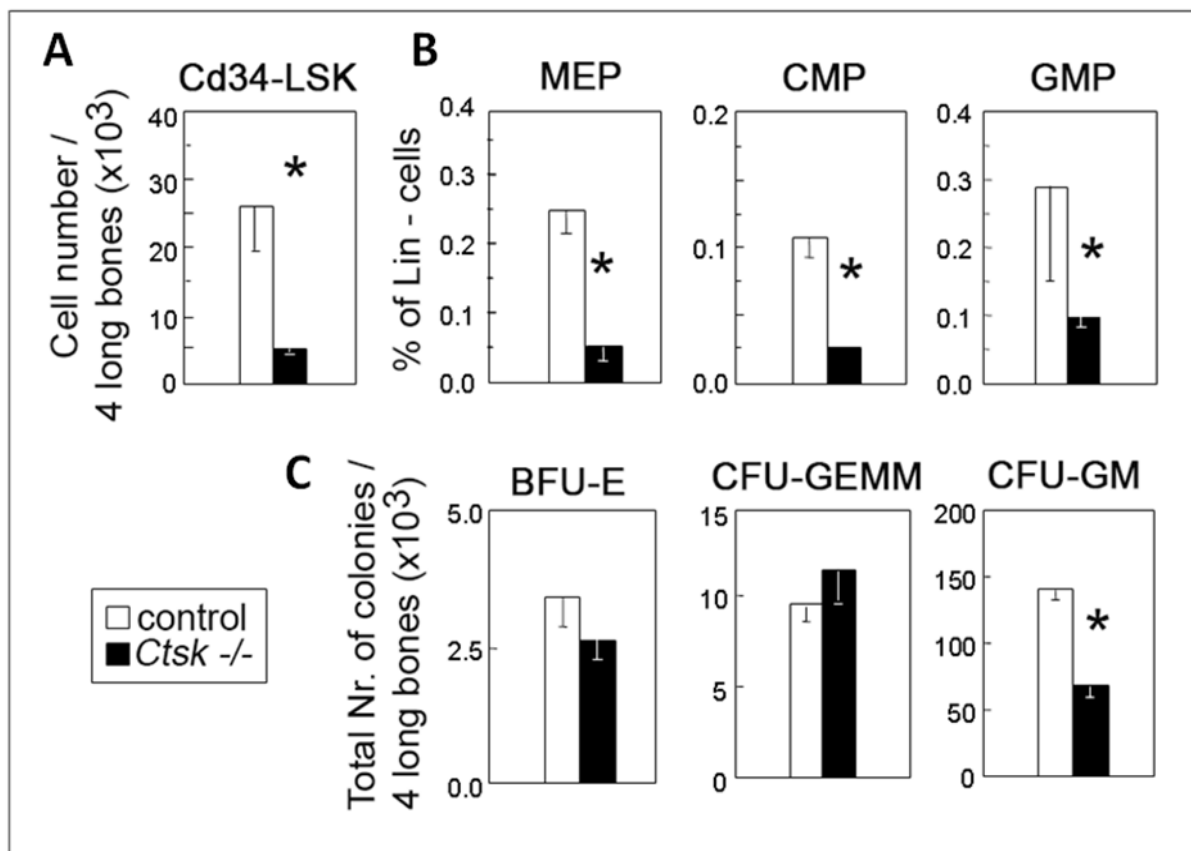 A
Cd34-LSK
Cell number /
4 long bones (x10³)
40
30
20
10
0
*
B
MEP
CMP
GMP
% of Lin - cells
0.4
0.3
0.2
0.1
0.0
*
0.2
0.1
0.0
*
0.4
0.3
0.2
0.1
0.0
*
C
BFU-E
CFU-GEMM
CFU-GM
Total Nr. of colonies /
4 long bones (x10³)
5.0
2.5
0.0
15
10
5
0
200
150
100
50
0
*
control
Ctsk -/-